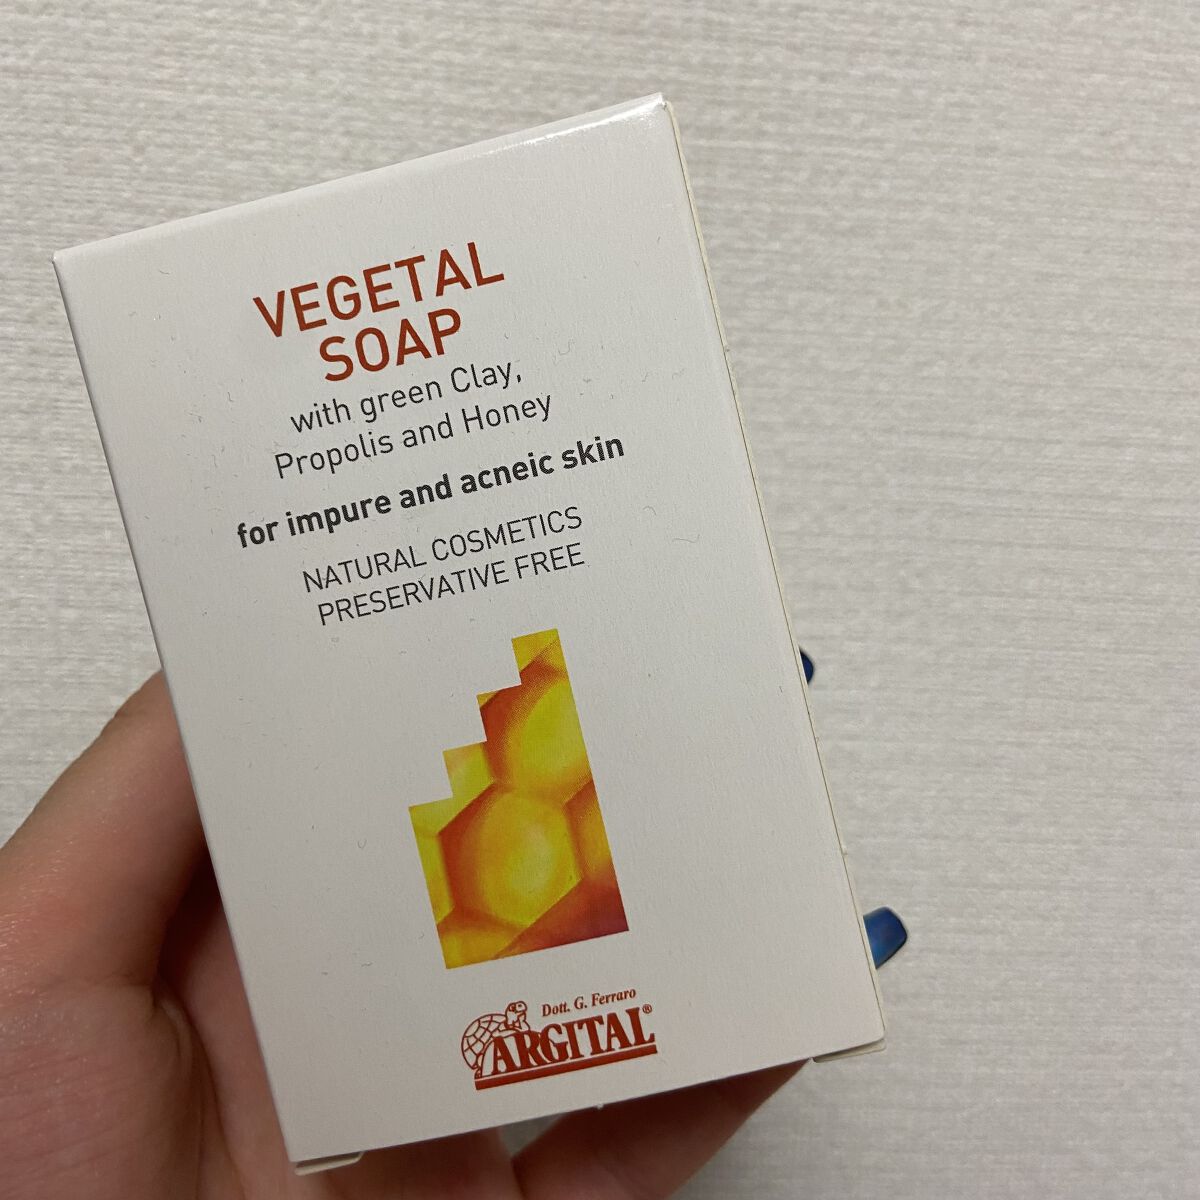 VEGETAL
SOAP
with green Clay,
Propolis and Honey
for impure and acneic skin
NATURAL COSMETICS
PRESERVATIVE FREE
Dott. G. Ferraro
ARGITAL®